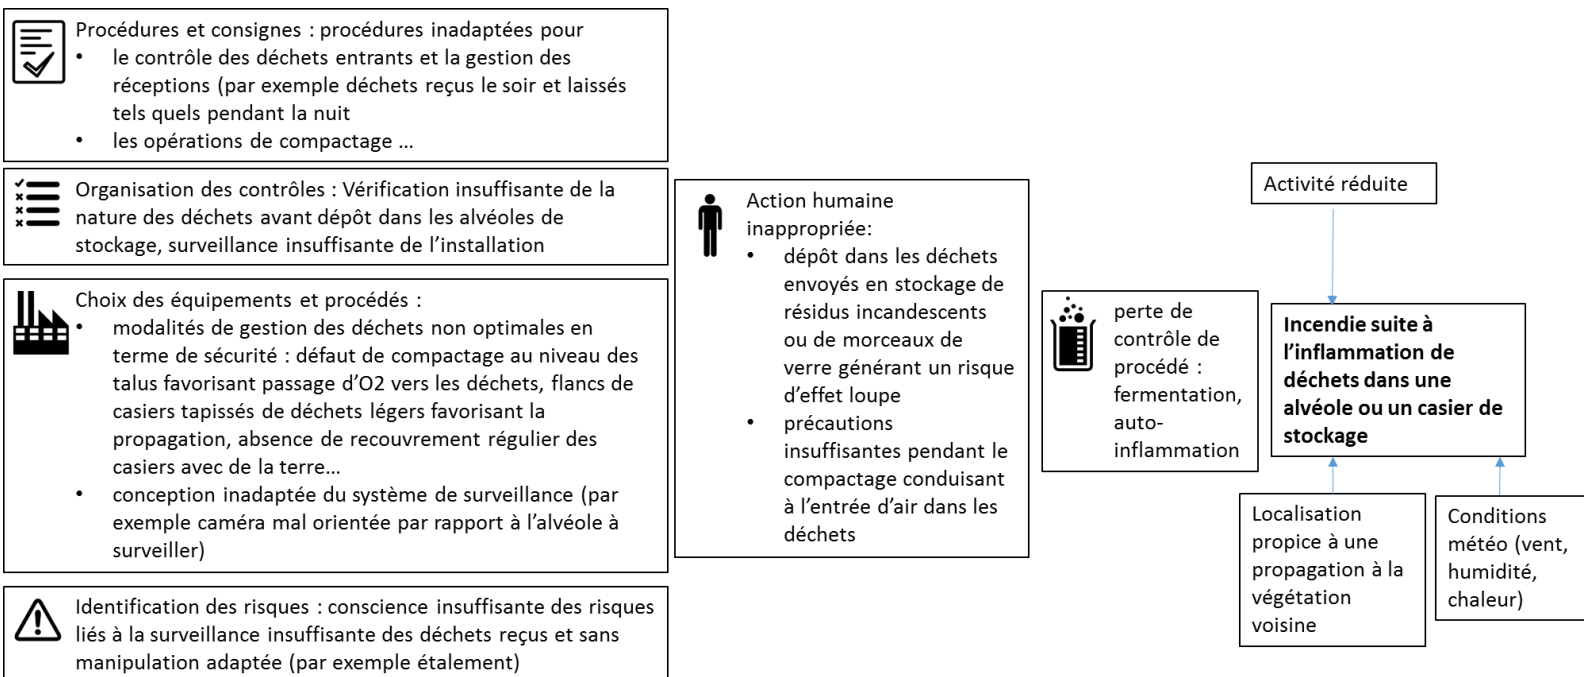 Procédures et consignes : procédures inadaptées pour
• le contrôle des déchets entrants et la gestion des
réceptions (par exemple déchets reçus le soir et laissés
tels quels pendant la nuit
• les opérations de compactage ...
Organisation des contrôles : Vérification insuffisante de la
nature des déchets avant dépôt dans les alvéoles de
stockage, surveillance insuffisante de l'installation
Choix des équipements et procédés :
• modalités de gestion des déchets non optimales en
terme de sécurité : défaut de compactage au niveau des
talus favorisant passage d'O2 vers les déchets, flancs de
casiers tapissés de déchets légers favorisant la
propagation, absence de recouvrement régulier des
casiers avec de la terre...
• conception inadaptée du système de surveillance (par
exemple caméra mal orientée par rapport à l'alvéole à
surveiller)
Identification des risques : conscience insuffisante des risques
liés à la surveillance insuffisante des déchets reçus et sans
manipulation adaptée (par exemple étalement)
Action humaine
inappropriée:
• dépôt dans les déchets
envoyés en stockage de
résidus incandescents
ou de morceaux de
verre générant un risque
d'effet loupe
• précautions
insuffisantes pendant le
compactage conduisant
à l'entrée d'air dans les
déchets
perte de
contrôle de
procédé :
fermentation,
auto-
inflammation
Activité réduite
Incendie suite à
l'inflammation de
déchets dans une
alvéole ou un casier de
stockage
Localisation
propice à une
propagation à la
végétation
voisine
Conditions
météo (vent,
humidité,
chaleur)